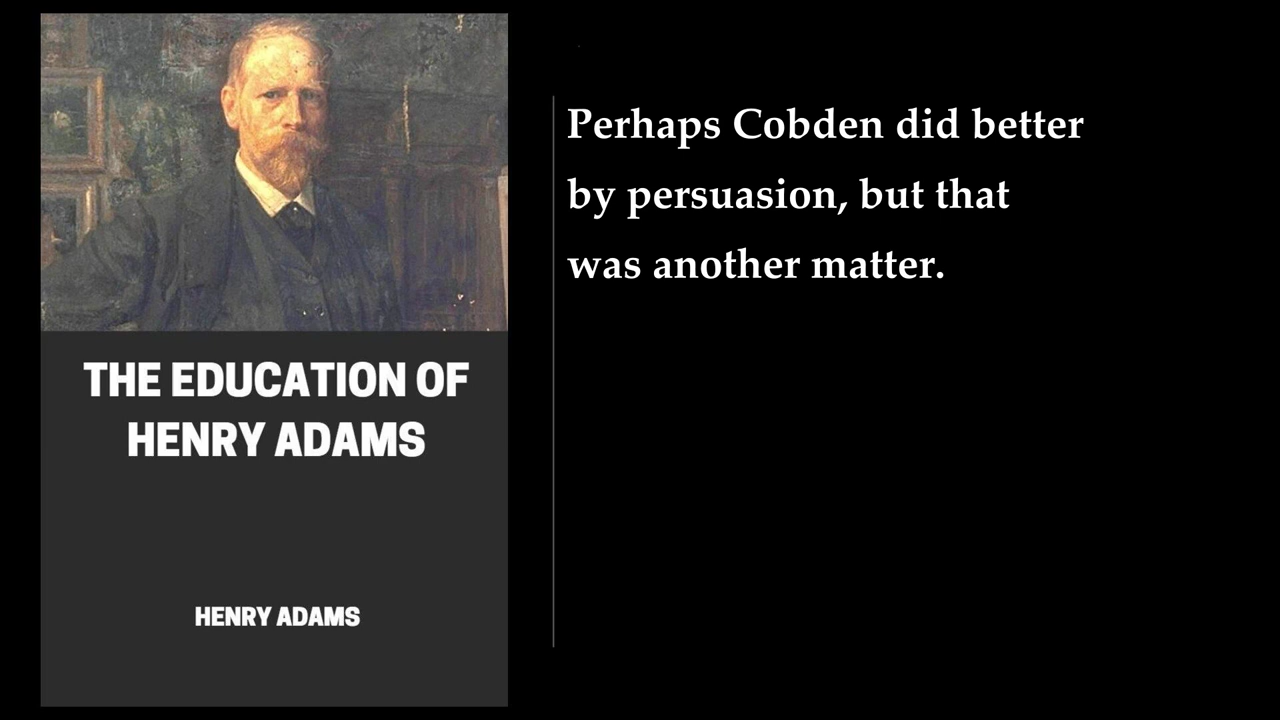 THE EDUCATION OF
HENRY ADAMS
HENRY ADAMS
Perhaps Cobden did better
by persuasion, but that
was another matter.